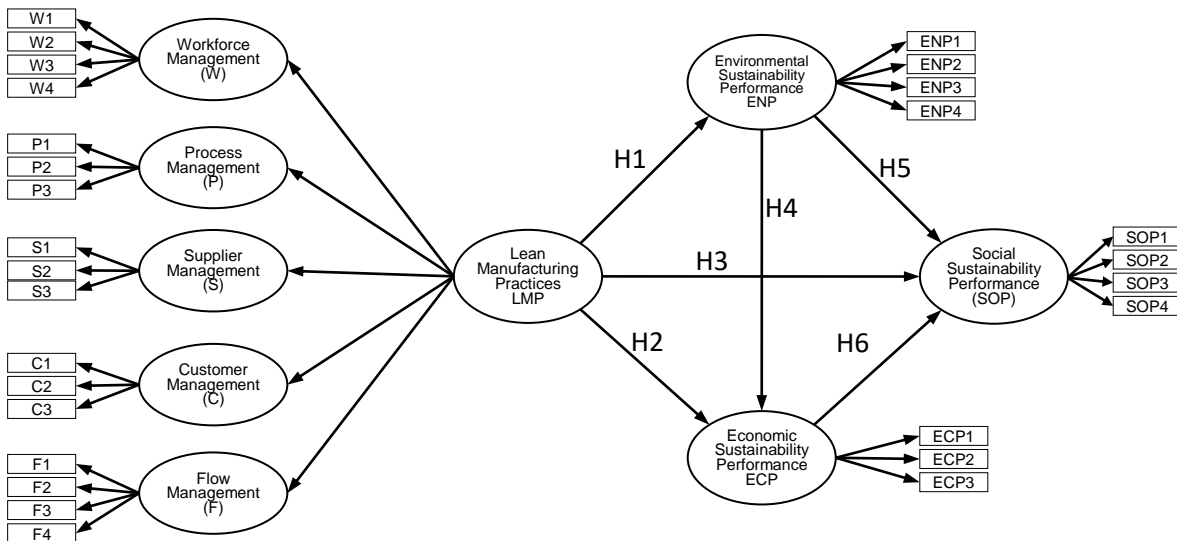 W1
W2
W3
W4
Workforce
Management
(W)
P1
P2
P3
Process
Management
(P)
S1
S2
S3
Supplier
Management
(S)
C1
C2
C3
Customer
Management
(C)
F1
F2
F3
F4
Flow
Management
(F)
Lean
Manufacturing
Practices
LMP
H1
H2
H3
H4
H5
H6
Environmental
Sustainability
Performance
ENP
ENP1
ENP2
ENP3
ENP4
Economic
Sustainability
Performance
ECP
ECP1
ECP2
ECP3
Social
Sustainability
Performance
(SOP)
SOP1
SOP2
SOP3
SOP4